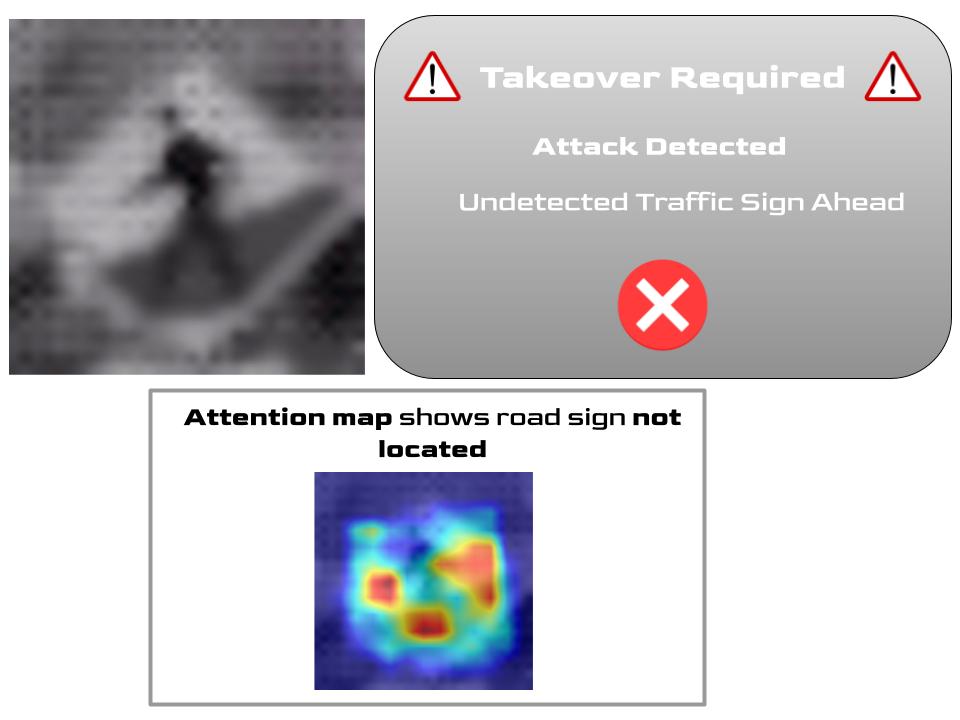 Takeover Required
Attack Detected
Undetected Traffic Sign Ahead
Attention map shows road sign not
located